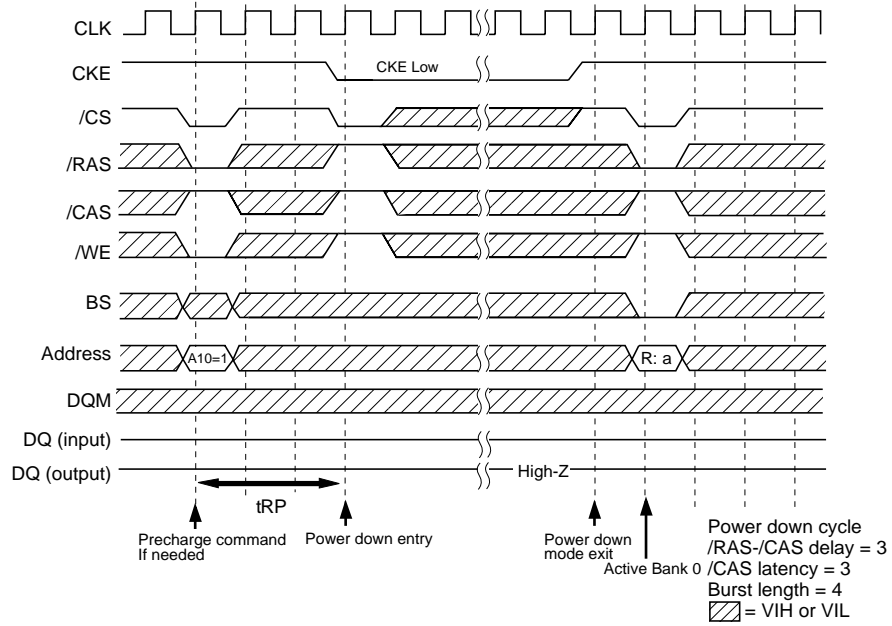 CLK
CKE
CKE Low
/CS
/RAS
/CAS
/WE
BS
Address
A10=1
R: a
DQM
DQ (input)
DQ (output)
High-Z
tRP
Precharge command
If needed
Power down entry
Power down
mode exit
Active Bank 0
Power down cycle
/RAS-/CAS delay = 3
/CAS latency = 3
Burst length = 4
= VIH or VIL